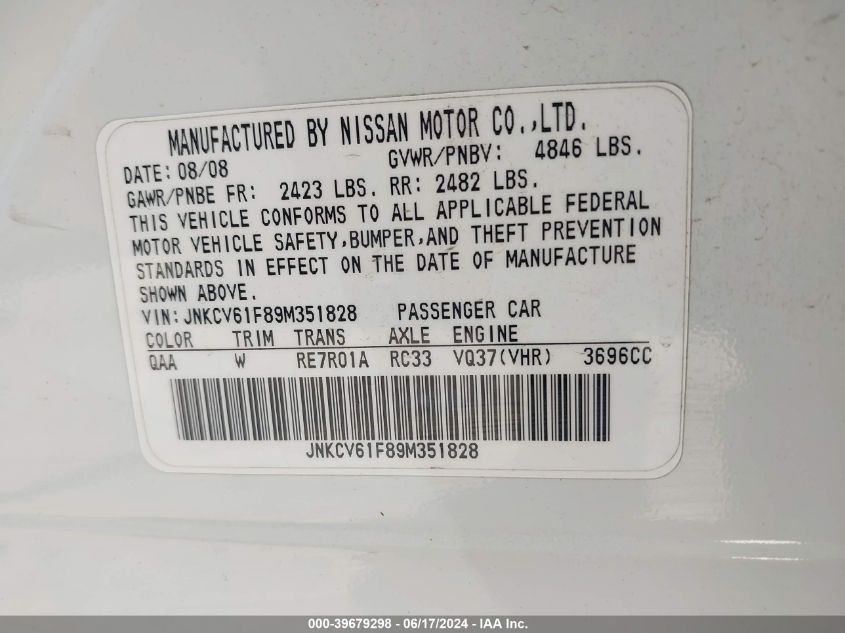 MANUFACTURED BY NISSAN MOTOR CO.,LTD.
DATE: 08/08 GVWR/PNBV: 4846 LBS.
GAWR/PNBE FR: 2423 LBS. RR: 2482 LBS.
THIS VEHICLE CONFORMS TO ALL APPLICABLE FEDERAL
MOTOR VEHICLE SAFETY,BUMPER,AND THEFT PREVENTION
STANDARDS IN EFFECT ON THE DATE OF MANUFACTURE
SHOWN ABOVE.
VIN:JNKCV61F89M351828 PASSENGER CAR
COLOR TRIM TRANS AXLE ENGINE
QAA W RE7R01A RC33 VQ37(VHR) 3696CC
JNKCV61F89M351828
000-39679298 - 06/17/2024 - IAAI.com